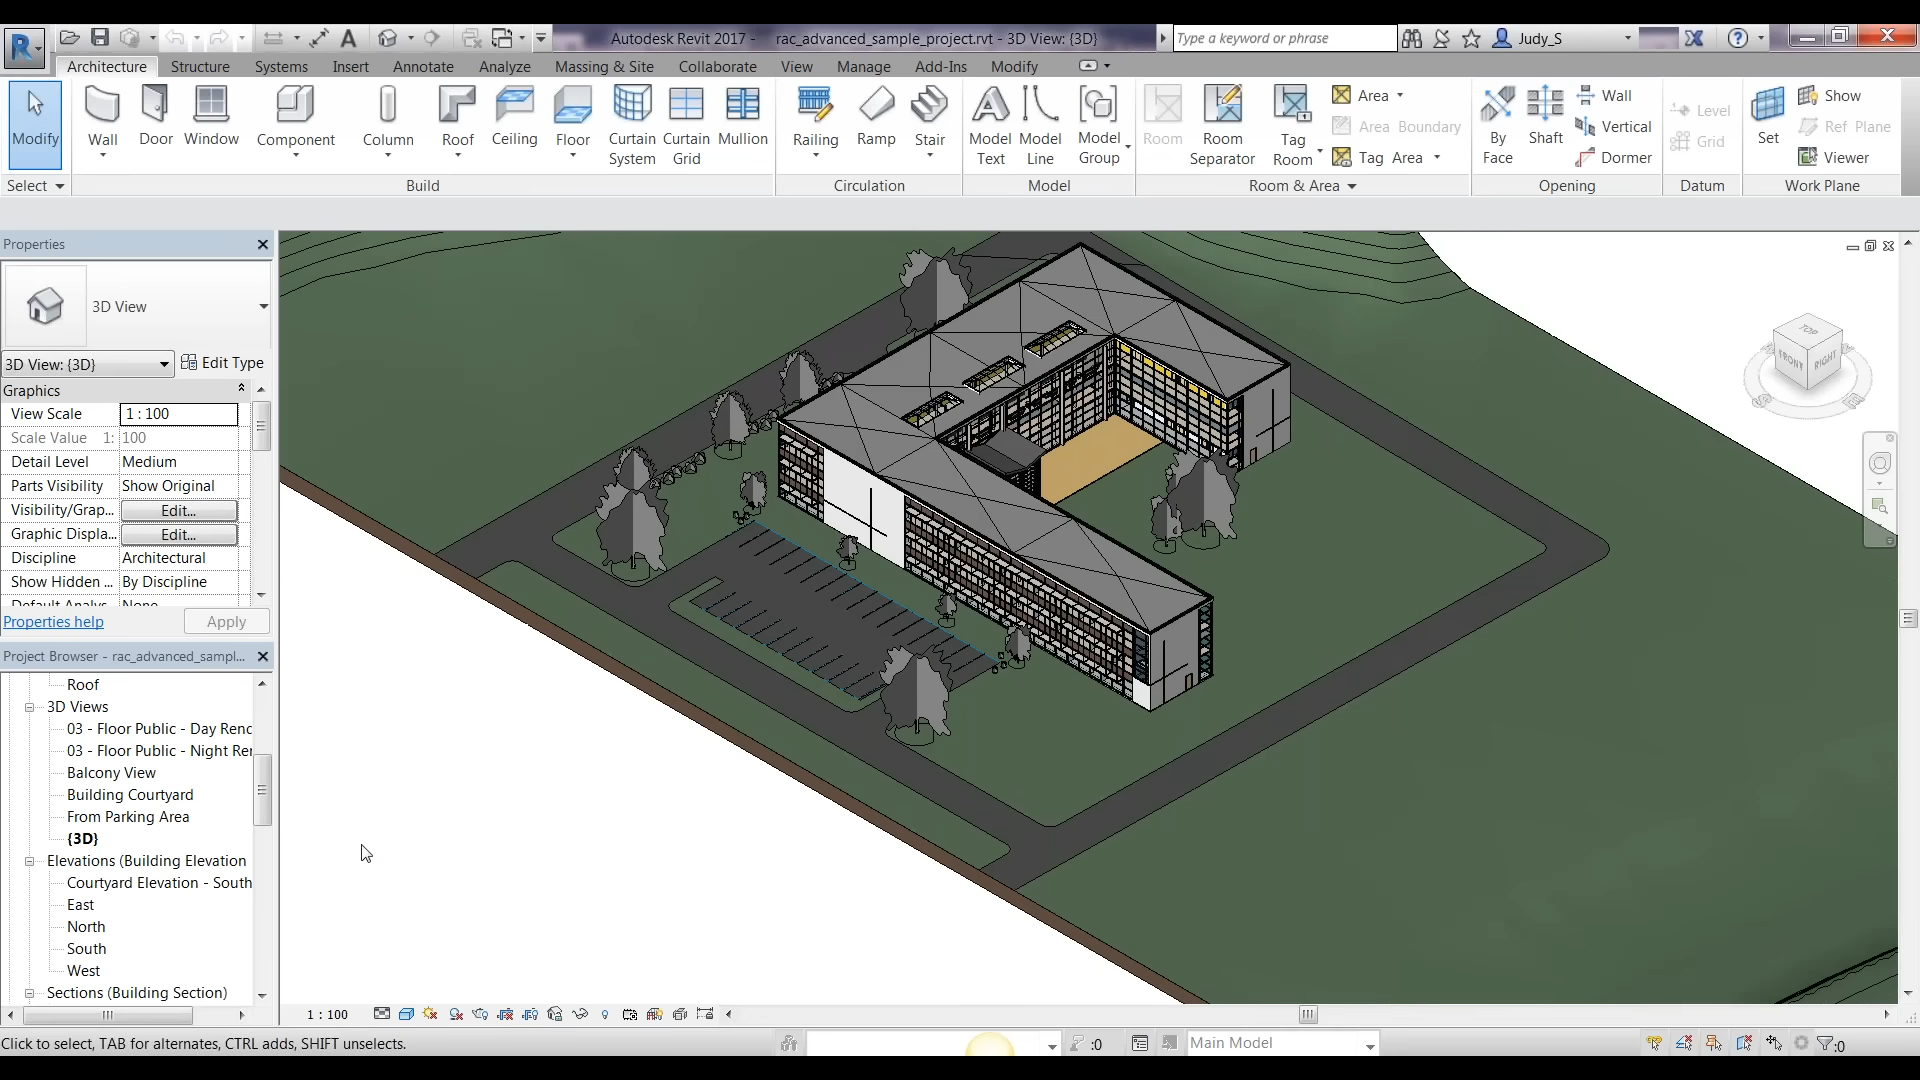 Autodesk Revit 2017 - rac_advanced_sample_project.rvt - 3D View: {3D}
Type a keyword or phrase
Judy_S
Architecture Structure Systems Insert Annotate Analyze Massing & Site Collaborate View Manage Add-Ins Modify
Modify
Wall
Door
Window
Component
Column
Roof
Ceiling
Floor
Curtain System
Curtain Grid
Mullion
Railing
Ramp
Stair
Model Text
Model Line
Model Group
Room
Room Separator
Tag Room
Area
Area Boundary
Tag Area
By Face
Shaft
Wall
Vertical
Dormer
Level
Grid
Set
Show
Ref Plane
Viewer
Select Build Circulation Model Room & Area Opening Datum Work Plane
Properties
3D View
3D View: {3D} Edit Type
Graphics
View Scale 1 : 100
Scale Value 1: 100
Detail Level Medium
Parts Visibility Show Original
Visibility/Grap... Edit...
Graphic Displa... Edit...
Discipline Architectural
Show Hidden ... By Discipline
Default Analys None
Properties help Apply
Project Browser - rac_advanced_sampl...
Roof
3D Views
03 - Floor Public - Day Rend
03 - Floor Public - Night Rer
Balcony View
Building Courtyard
From Parking Area
{3D}
Elevations (Building Elevation
Courtyard Elevation - South
East
North
South
West
Sections (Building Section)
TOP
FRONT
RIGHT
S
E
1 : 100
Click to select, TAB for alternates, CTRL adds, SHIFT unselects.
:0
Main Model
:0